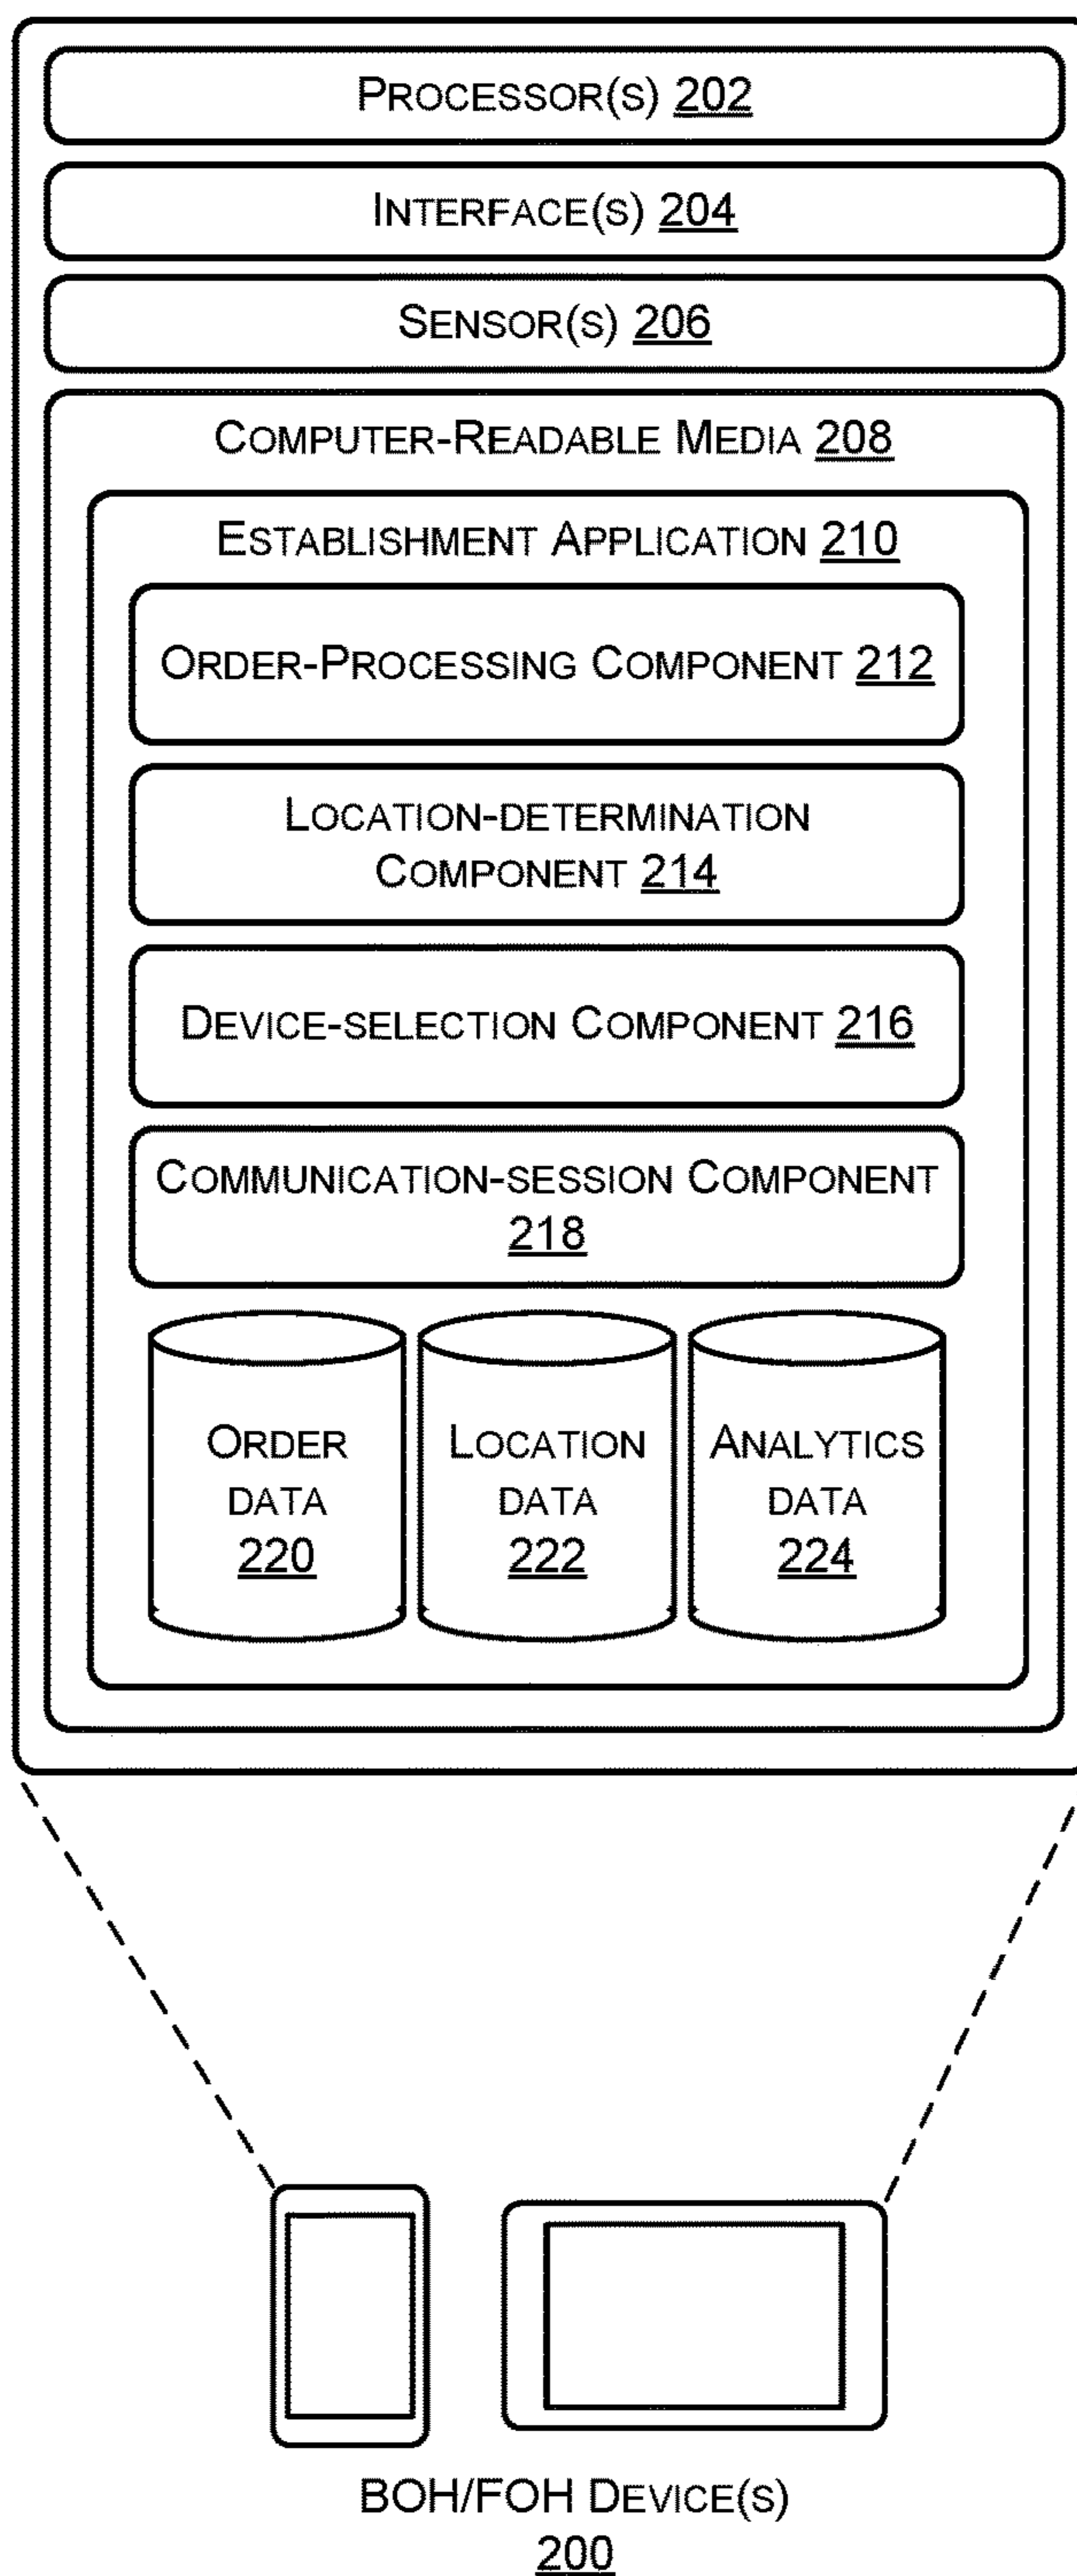 PROCESSOR(S) 202
INTERFACE(S) 204
SENSOR(S) 206
COMPUTER-READABLE MEDIA 208
ESTABLISHMENT APPLICATION 210
ORDER-PROCESSING COMPONENT 212
LOCATION-DETERMINATION
COMPONENT 214
DEVICE-SELECTION COMPONENT 216
COMMUNICATION-SESSION COMPONENT
218
ORDER
DATA
220
LOCATION
DATA
222
ANALYTICS
DATA
224
BOH/FOH DEVICE(S)
200